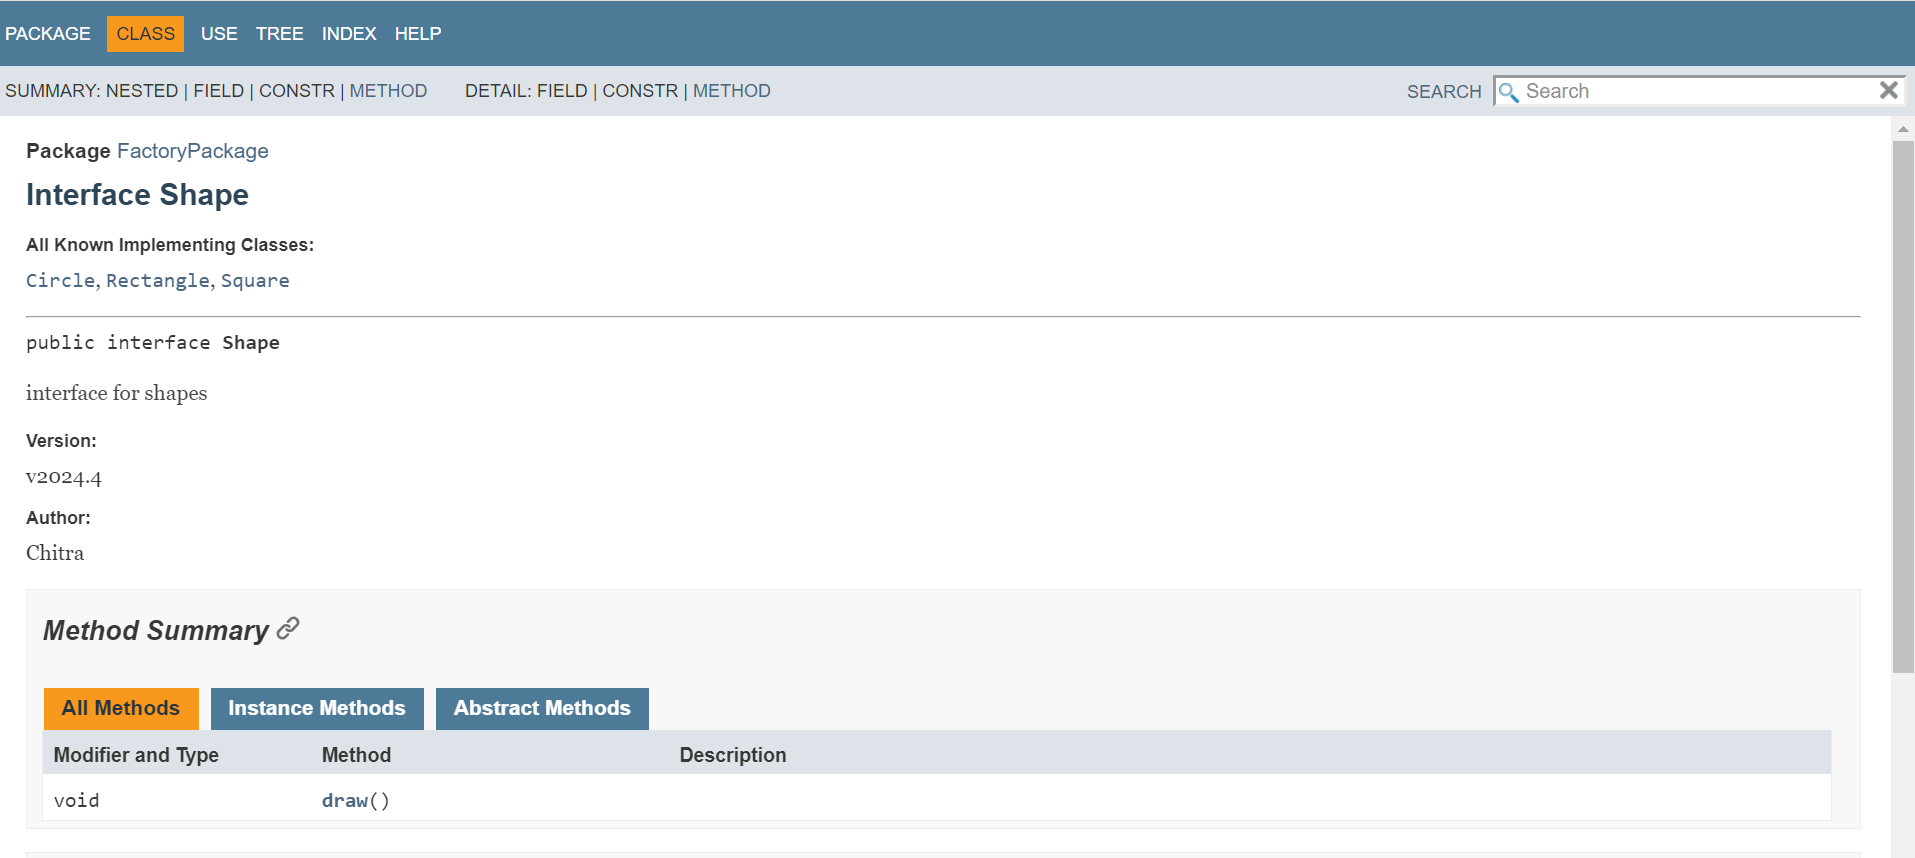 PACKAGE CLASS USE TREE INDEX HELP
SUMMARY: NESTED | FIELD | CONSTR | METHOD DETAIL: FIELD | CONSTR | METHOD SEARCH Search
Package FactoryPackage
Interface Shape
All Known Implementing Classes:
Circle, Rectangle, Square
public interface Shape
interface for shapes
Version:
v2024.4
Author:
Chitra
Method Summary
All Methods Instance Methods Abstract Methods
Modifier and Type Method Description
void draw()